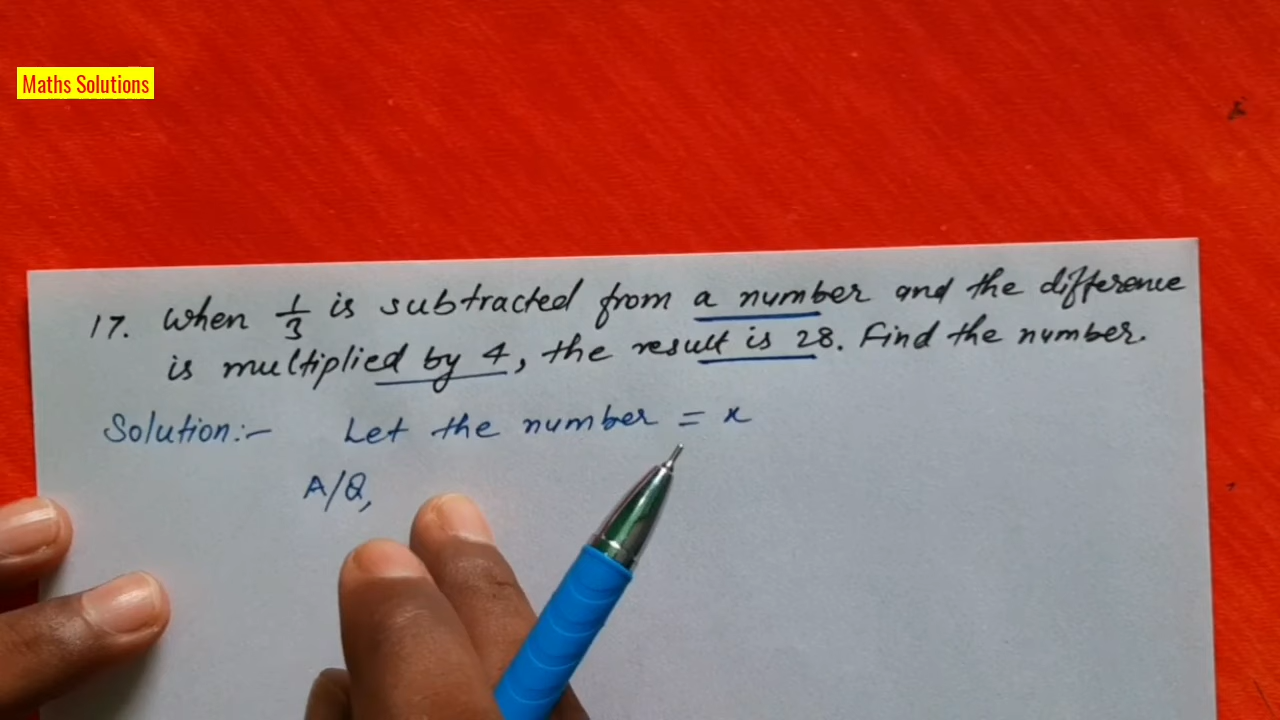 Maths Solutions
17. When 1/3 is subtracted from a number and the difference
is multiplied by 4, the result is 28. Find the number.
Solution:- Let the number = x
A/Q,